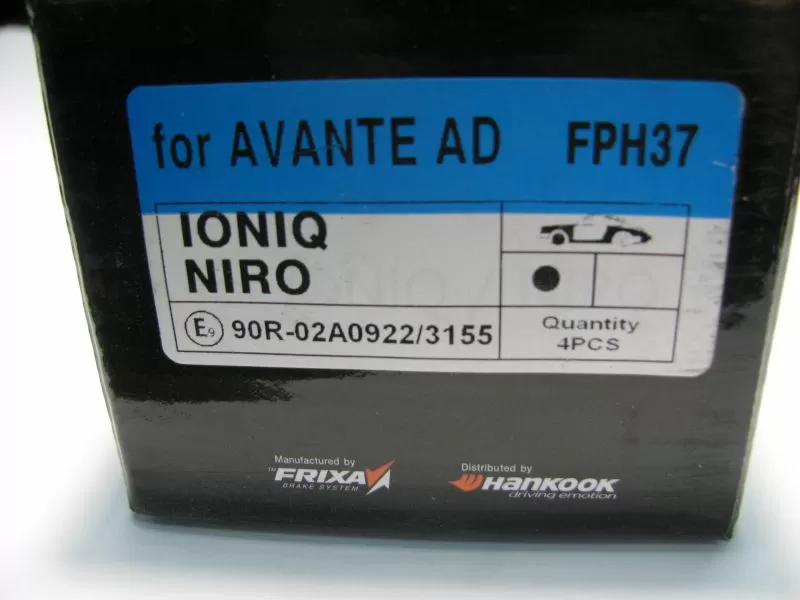 for AVANTE AD FPH37
IONIQ
NIRO
E9 90R-02A0922/3155
Quantity
4PCS
Manufactured by
TM FRIXA
BRAKE SYSTEM
Distributed by
HANKOOK
driving emotion